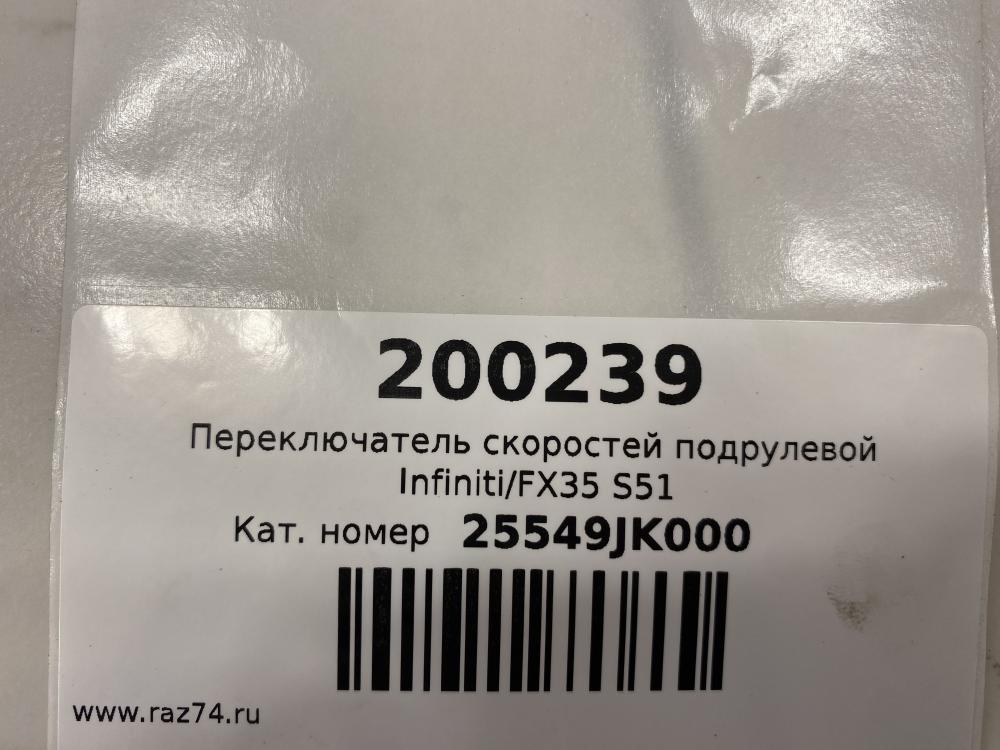 200239
Переключатель скоростей подрулевой
Infiniti/FX35 S51
Кат. номер 25549JK000
www.raz74.ru